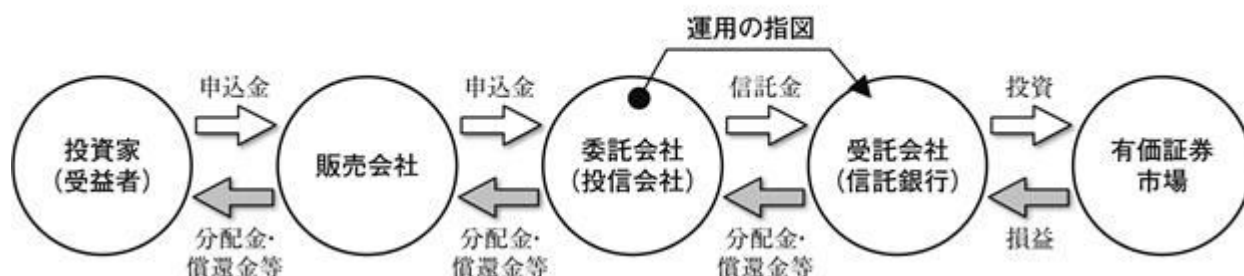 運用の指図
申込金
申込金
信託金
投資
投資家
(受益者)
販売会社
委託会社
(投信会社)
受託会社
(信託銀行)
有価証券
市場
分配金・
償還金等
分配金・
償還金等
分配金・
償還金等
損益